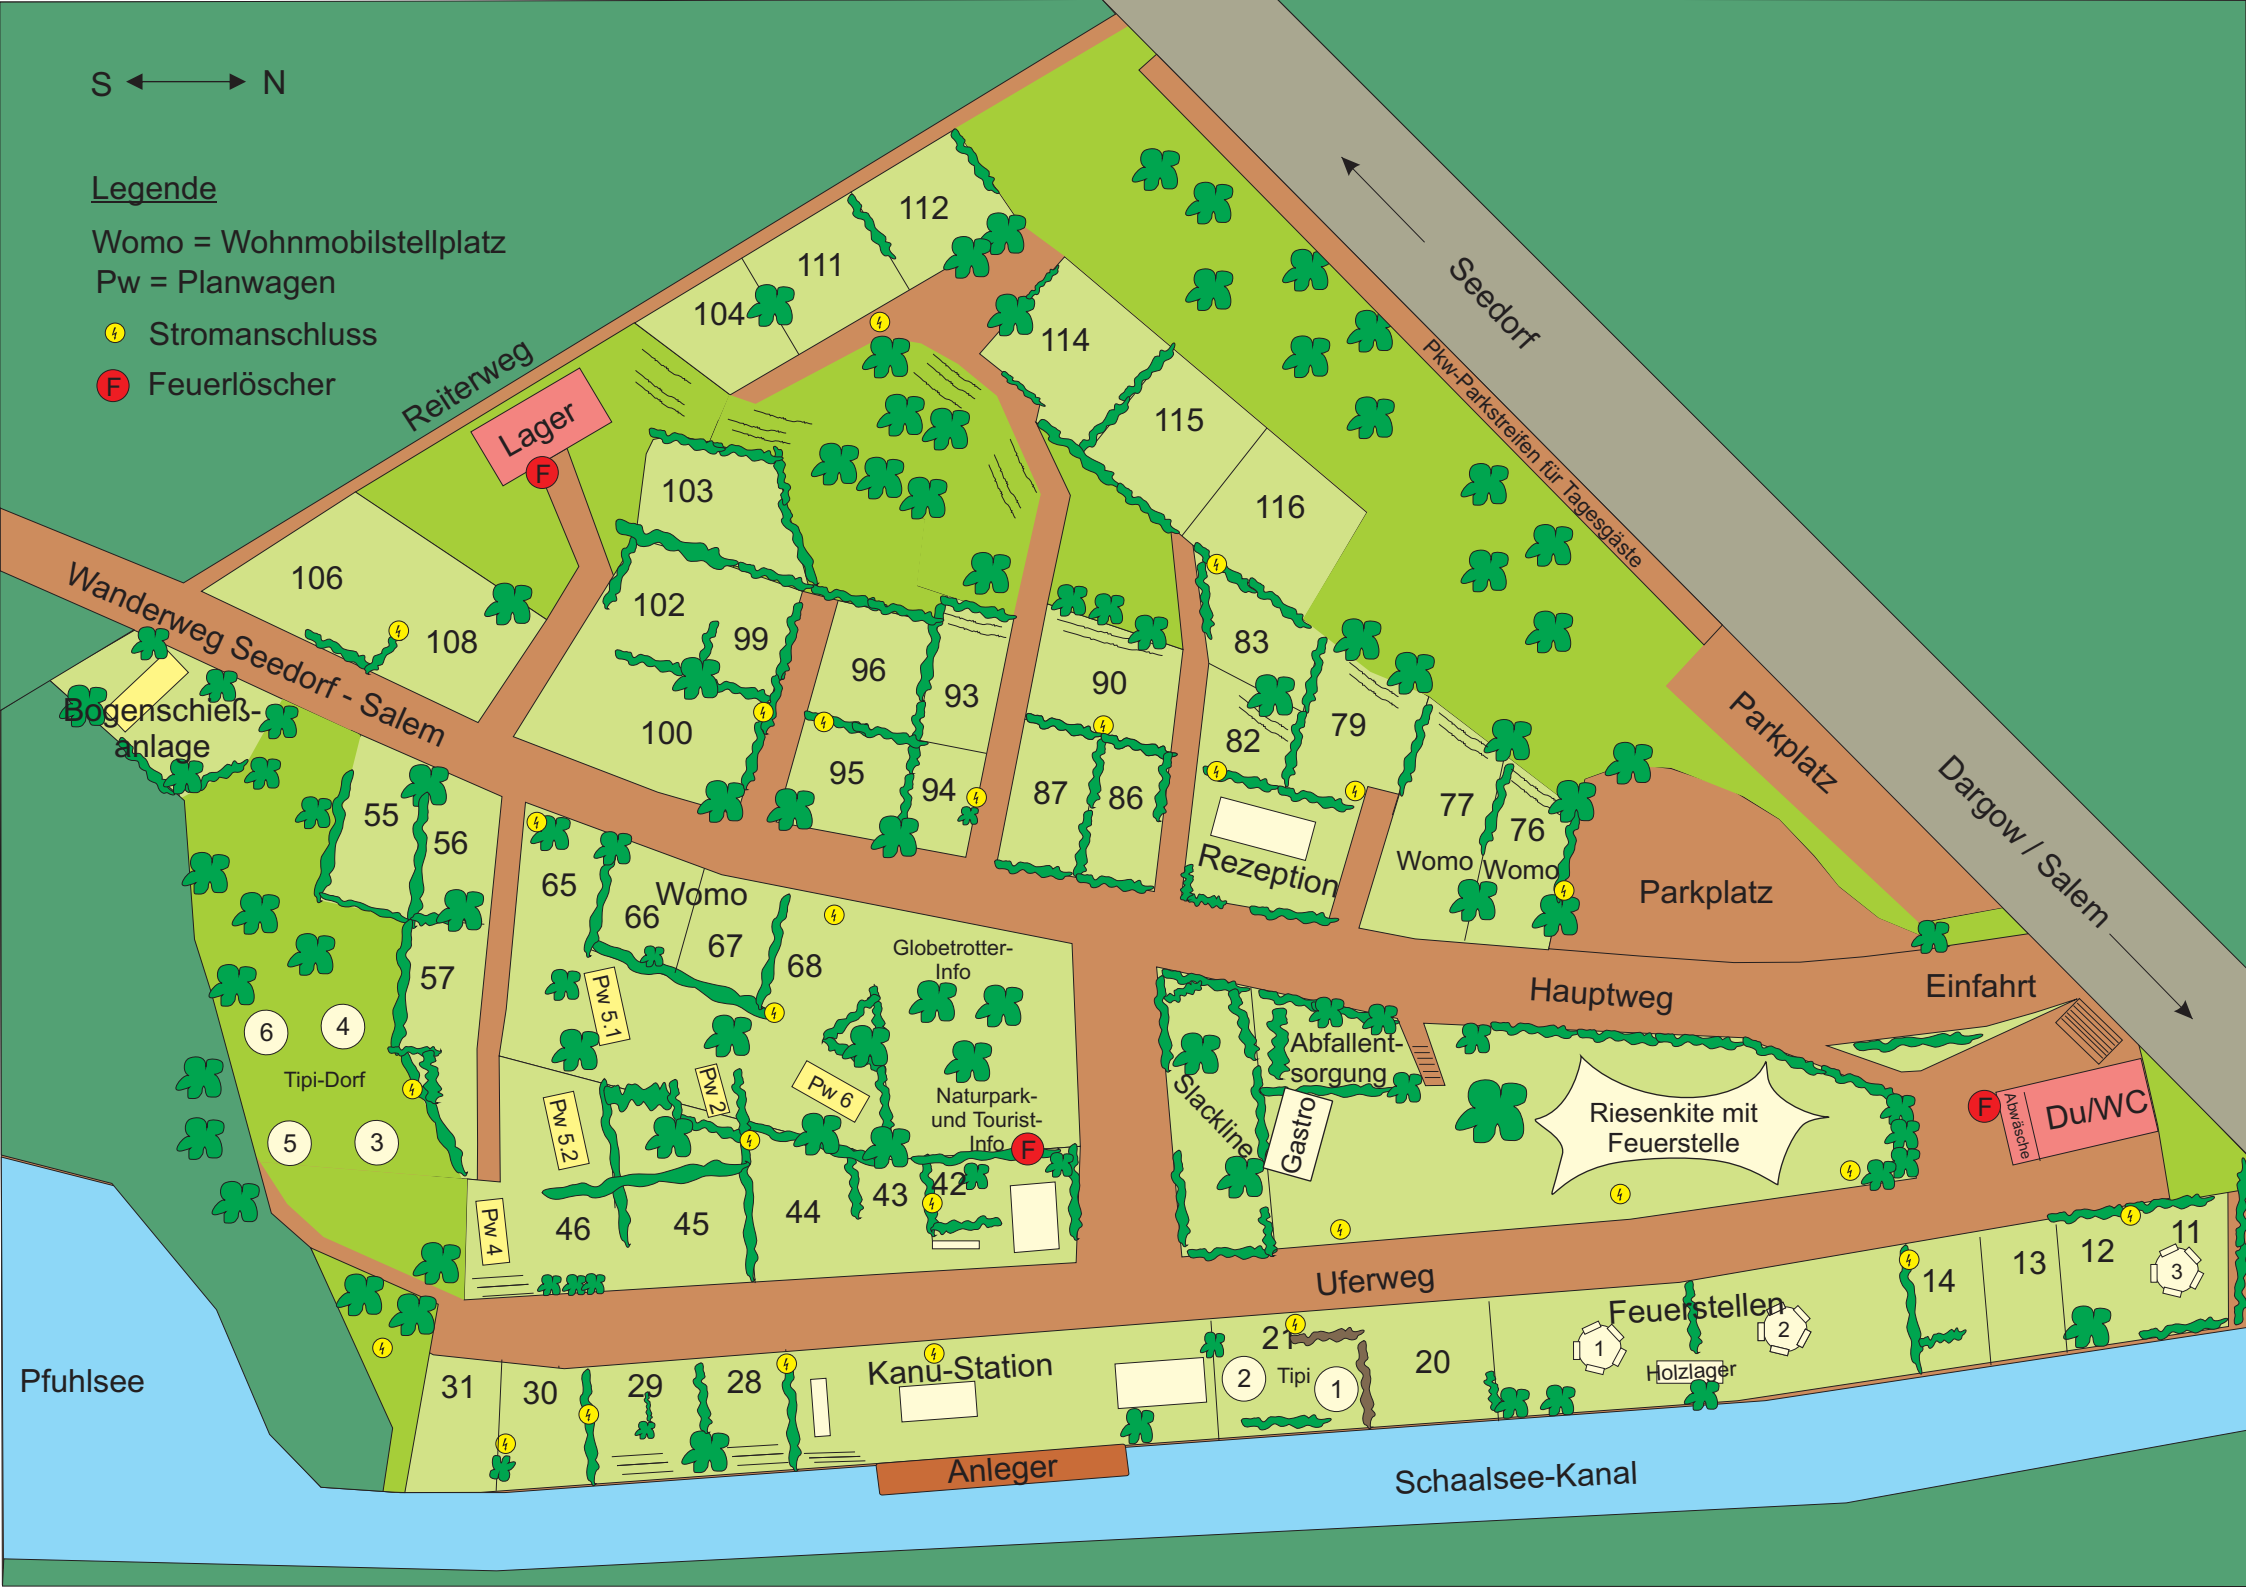 S N
Legende
Womo = Wohnmobilstellplatz
Pw = Planwagen
Stromanschluss
F Feuerlöscher
Reiterweg
Lager
F
Wanderweg Seedorf - Salem
Bogenschieß-
anlage
112
111
104
114
115
116
103
106
108
102
99
100
96
93
95
94
90
87
86
83
82
79
77
Womo
76
Womo
Rezeption
Seedorf
Pkw-Parkstreifen für Tagesgäste
Parkplatz
Parkplatz
Dargow / Salem
Einfahrt
Hauptweg
55
56
57
65
Womo
66
67
68
Globetrotter-
Info
Pw 5.1
Pw 5.2
Pw 2
Pw 6
Pw 4
Naturpark-
und Tourist-
Info
F
6
4
Tipi-Dorf
5
3
46
45
44
43
42
Slackline
Abfallent-
sorgung
Gastro
Riesenkite mit
Feuerstelle
F
Abwäsche
Du/WC
Uferweg
31
30
29
28
Kanu-Station
Anleger
21
2
Tipi
1
20
Feuerstellen
1
2
Holzlager
14
13
12
11
3
Pfuhlsee
Schaalsee-Kanal